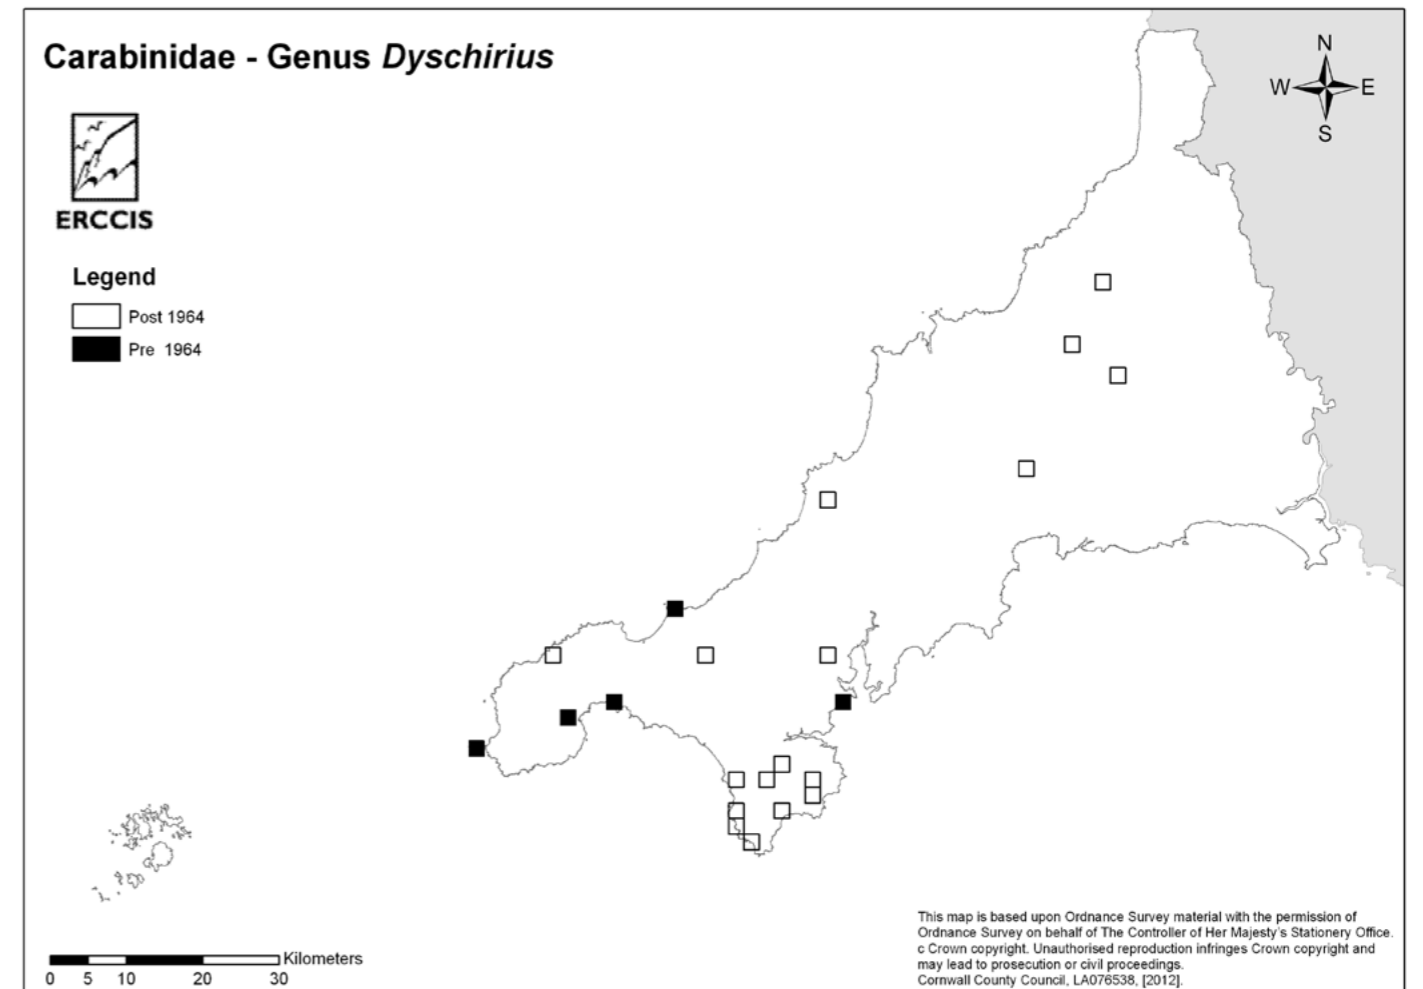 Carabinidae - Genus Dyschirius
N
W E
S
ERCCIS
Legend
Post 1964
Pre 1964
This map is based upon Ordnance Survey material with the permission of
Ordnance Survey on behalf of The Controller of Her Majesty's Stationery Office.
c Crown copyright. Unauthorised reproduction infringes Crown copyright and
may lead to prosecution or civil proceedings.
Cornwall County Council, LA076538, [2012].
Kilometers
0 5 10 20 30